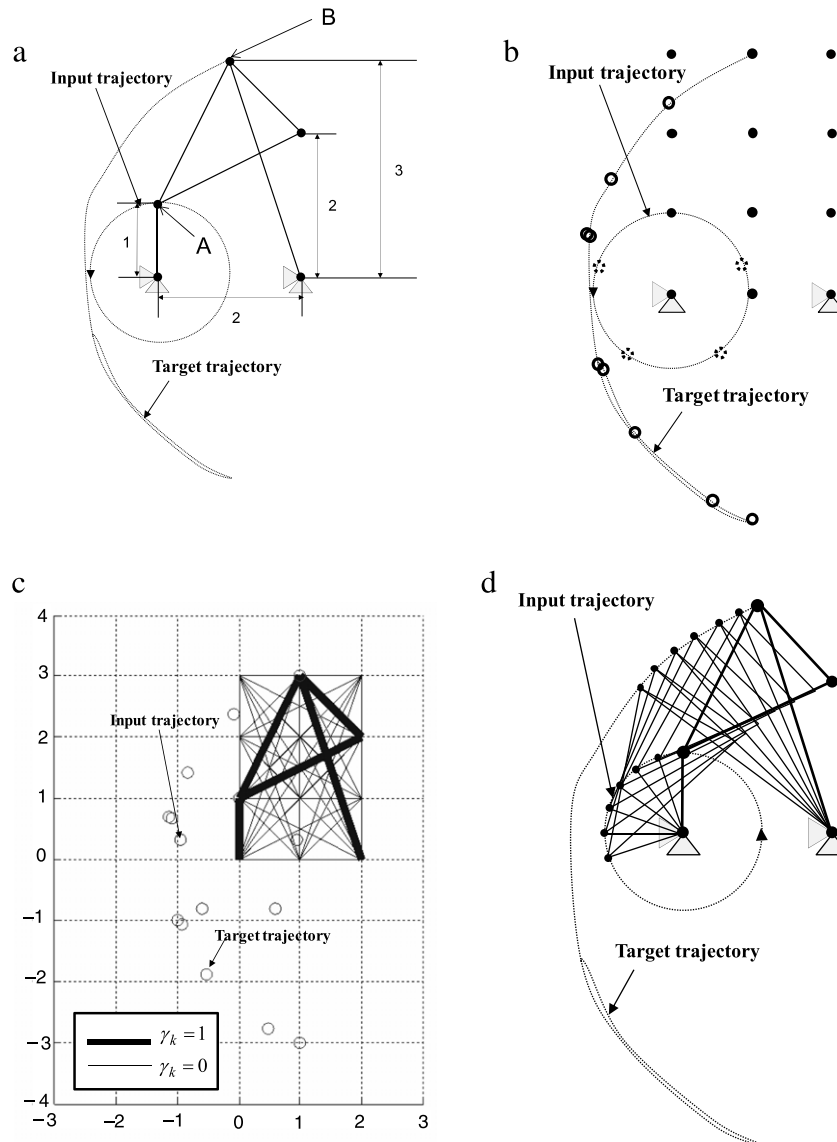 a
B
Input trajectory
3
2
1
A
2
Target trajectory
b
Input trajectory
Target trajectory
c
4
3
2
1
0
−1
−2
−3
−4
−3 −2 −1 0 1 2 3
Input trajectory
Target trajectory
γₖ = 1
γₖ = 0
d
Input trajectory
Target trajectory